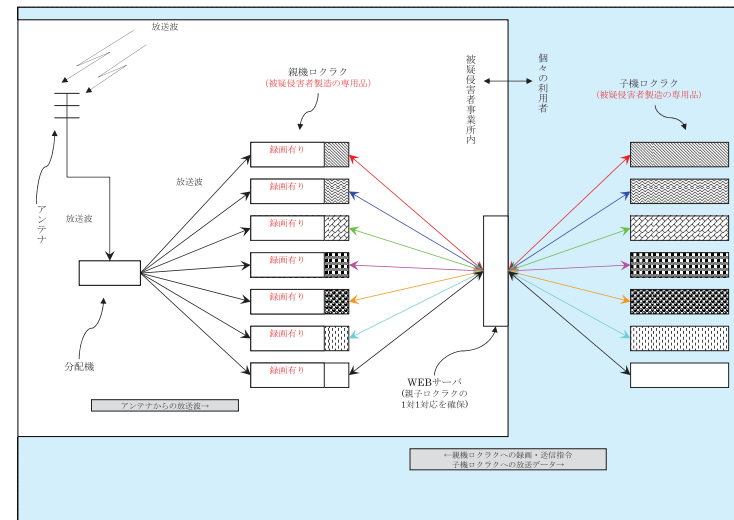 放送波
親機ロクラク
(被疑侵害者製造の専用品)
被疑侵害者事業所内
個々の利用者
子機ロクラク
(被疑侵害者製造の専用品)
アンテナ
放送波
放送波
録画有り
録画有り
録画有り
録画有り
録画有り
録画有り
録画有り
分配機
WEBサーバ
(親子ロクラクの
1対1対応を確保)
アンテナからの放送波→
←親機ロクラクへの録画・送信指令
子機ロクラクへの放送データ→